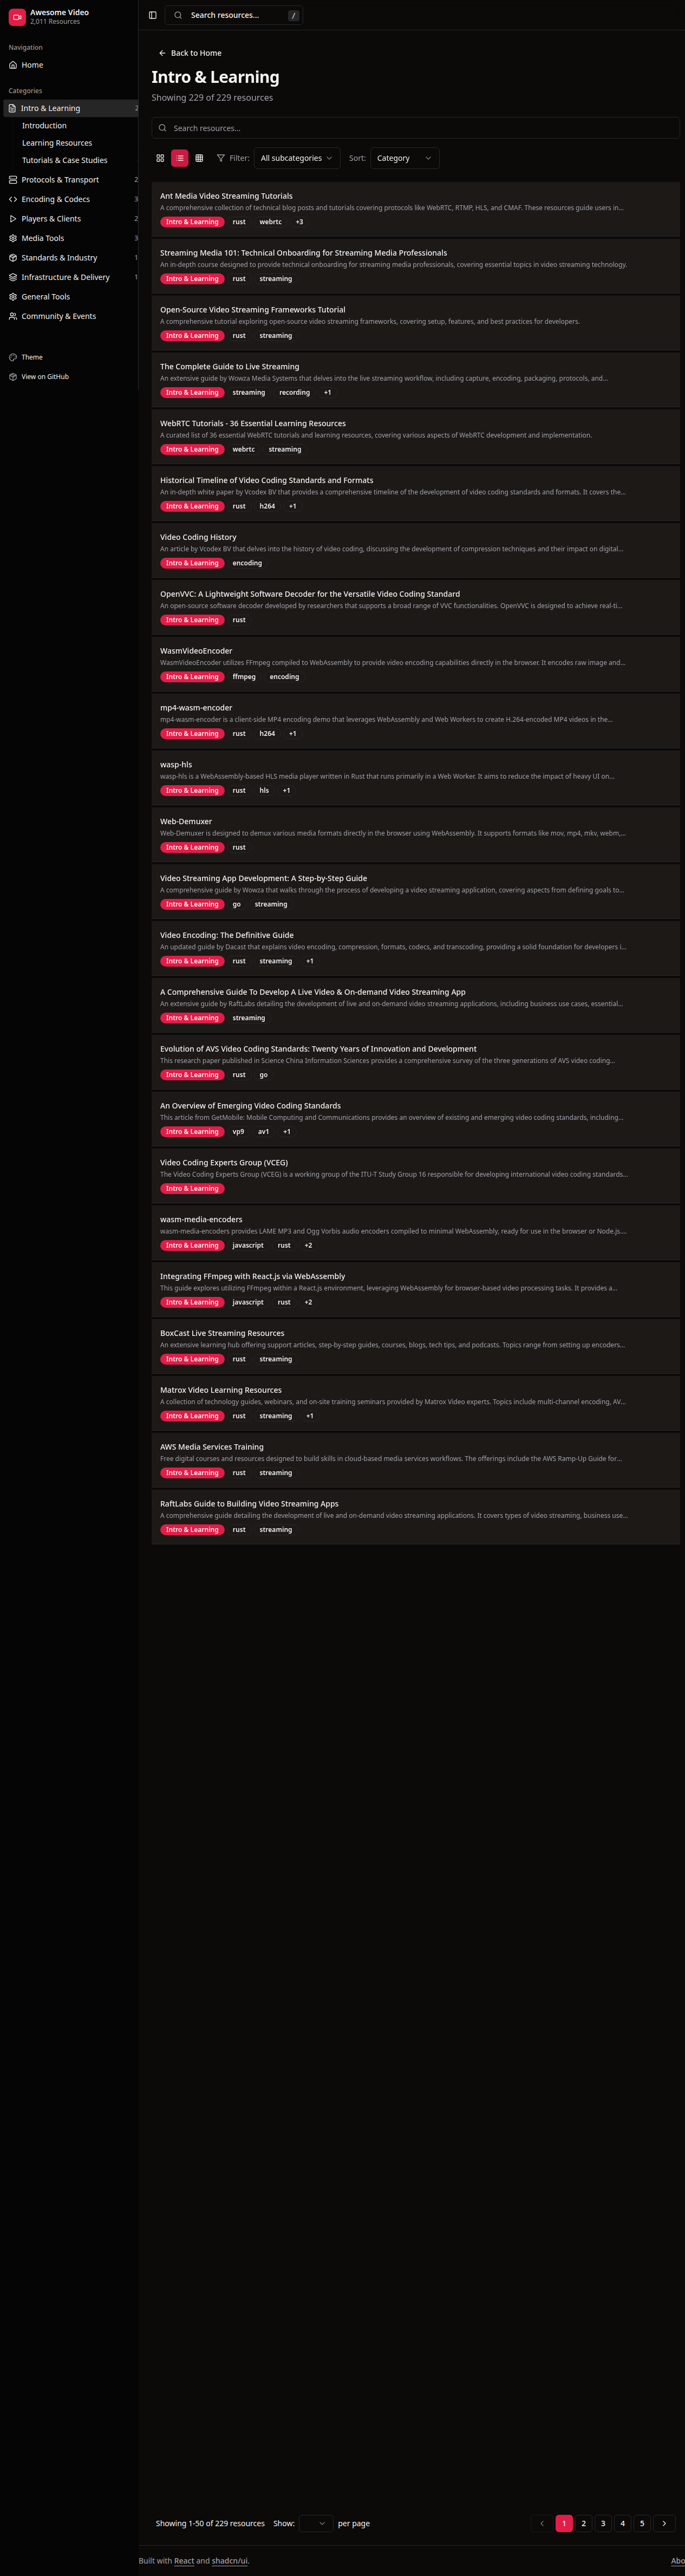 Awesome Video
2,011 Resources
Navigation
Home
Categories
Intro & Learning 2
Introduction
Learning Resources
Tutorials & Case Studies
Protocols & Transport 2
Encoding & Codecs 3
Players & Clients 2
Media Tools 3
Standards & Industry 1
Infrastructure & Delivery 1
General Tools
Community & Events
Theme
View on GitHub
Search resources... /
Back to Home
Intro & Learning
Showing 229 of 229 resources
Search resources...
Filter: All subcategories Sort: Category
Ant Media Video Streaming Tutorials
A comprehensive collection of technical blog posts and tutorials covering protocols like WebRTC, RTMP, HLS, and CMAF. These resources guide users in...
Intro & Learning rust webrtc +3
Streaming Media 101: Technical Onboarding for Streaming Media Professionals
An in-depth course designed to provide technical onboarding for streaming media professionals, covering essential topics in video streaming technology.
Intro & Learning rust streaming
Open-Source Video Streaming Frameworks Tutorial
A comprehensive tutorial exploring open-source video streaming frameworks, covering setup, features, and best practices for developers.
Intro & Learning rust streaming
The Complete Guide to Live Streaming
An extensive guide by Wowza Media Systems that delves into the live streaming workflow, including capture, encoding, packaging, protocols, and...
Intro & Learning streaming recording +1
WebRTC Tutorials - 36 Essential Learning Resources
A curated list of 36 essential WebRTC tutorials and learning resources, covering various aspects of WebRTC development and implementation.
Intro & Learning webrtc streaming
Historical Timeline of Video Coding Standards and Formats
An in-depth white paper by Vcodex BV that provides a comprehensive timeline of the development of video coding standards and formats. It covers the...
Intro & Learning rust h264 +1
Video Coding History
An article by Vcodex BV that delves into the history of video coding, discussing the development of compression techniques and their impact on digital...
Intro & Learning encoding
OpenVVC: A Lightweight Software Decoder for the Versatile Video Coding Standard
An open-source software decoder developed by researchers that supports a broad range of VVC functionalities. OpenVVC is designed to achieve real-ti...
Intro & Learning rust
WasmVideoEncoder
WasmVideoEncoder utilizes FFmpeg compiled to WebAssembly to provide video encoding capabilities directly in the browser. It encodes raw image and...
Intro & Learning ffmpeg encoding
mp4-wasm-encoder
mp4-wasm-encoder is a client-side MP4 encoding demo that leverages WebAssembly and Web Workers to create H.264-encoded MP4 videos in the...
Intro & Learning rust h264 +1
wasp-hls
wasp-hls is a WebAssembly-based HLS media player written in Rust that runs primarily in a Web Worker. It aims to reduce the impact of heavy UI on...
Intro & Learning rust hls +1
Web-Demuxer
Web-Demuxer is designed to demux various media formats directly in the browser using WebAssembly. It supports formats like mov, mp4, mkv, webm,...
Intro & Learning rust
Video Streaming App Development: A Step-by-Step Guide
A comprehensive guide by Wowza that walks through the process of developing a video streaming application, covering aspects from defining goals to...
Intro & Learning go streaming
Video Encoding: The Definitive Guide
An updated guide by Dacast that explains video encoding, compression, formats, codecs, and transcoding, providing a solid foundation for developers i...
Intro & Learning rust streaming +1
A Comprehensive Guide To Develop A Live Video & On-demand Video Streaming App
An extensive guide by RaftLabs detailing the development of live and on-demand video streaming applications, including business use cases, essential...
Intro & Learning streaming
Evolution of AVS Video Coding Standards: Twenty Years of Innovation and Development
This research paper published in Science China Information Sciences provides a comprehensive survey of the three generations of AVS video coding...
Intro & Learning rust go
An Overview of Emerging Video Coding Standards
This article from GetMobile: Mobile Computing and Communications provides an overview of existing and emerging video coding standards, including...
Intro & Learning vp9 av1 +1
Video Coding Experts Group (VCEG)
The Video Coding Experts Group (VCEG) is a working group of the ITU-T Study Group 16 responsible for developing international video coding standards...
Intro & Learning
wasm-media-encoders
wasm-media-encoders provides LAME MP3 and Ogg Vorbis audio encoders compiled to minimal WebAssembly, ready for use in the browser or Node.js....
Intro & Learning javascript rust +2
Integrating FFmpeg with React.js via WebAssembly
This guide explores utilizing FFmpeg within a React.js environment, leveraging WebAssembly for browser-based video processing tasks. It provides a...
Intro & Learning javascript rust +2
BoxCast Live Streaming Resources
An extensive learning hub offering support articles, step-by-step guides, courses, blogs, tech tips, and podcasts. Topics range from setting up encoders...
Intro & Learning rust streaming
Matrox Video Learning Resources
A collection of technology guides, webinars, and on-site training seminars provided by Matrox Video experts. Topics include multi-channel encoding, AV...
Intro & Learning rust streaming +1
AWS Media Services Training
Free digital courses and resources designed to build skills in cloud-based media services workflows. The offerings include the AWS Ramp-Up Guide for...
Intro & Learning rust streaming
RaftLabs Guide to Building Video Streaming Apps
A comprehensive guide detailing the development of live and on-demand video streaming applications. It covers types of video streaming, business use...
Intro & Learning rust streaming
Showing 1-50 of 229 resources Show: per page 1 2 3 4 5
Built with React and shadcn/ui. Abo